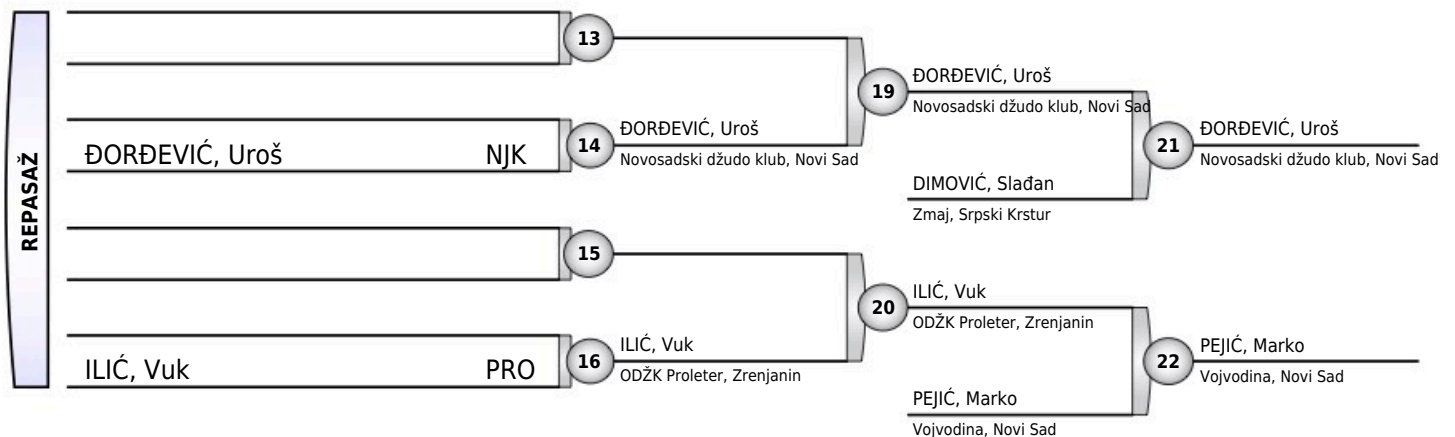 REPASAŽ
13
ĐORĐEVIĆ, Uroš NJK
14
ĐORĐEVIĆ, Uroš
Novosadski džudo klub, Novi Sad
19
ĐORĐEVIĆ, Uroš
Novosadski džudo klub, Novi Sad
DIMOVIĆ, Slađan
Zmaj, Srpski Krstur
21
ĐORĐEVIĆ, Uroš
Novosadski džudo klub, Novi Sad
15
ILIĆ, Vuk PRO
16
ILIĆ, Vuk
ODŽK Proleter, Zrenjanin
20
ILIĆ, Vuk
ODŽK Proleter, Zrenjanin
PEJIĆ, Marko
Vojvodina, Novi Sad
22
PEJIĆ, Marko
Vojvodina, Novi Sad